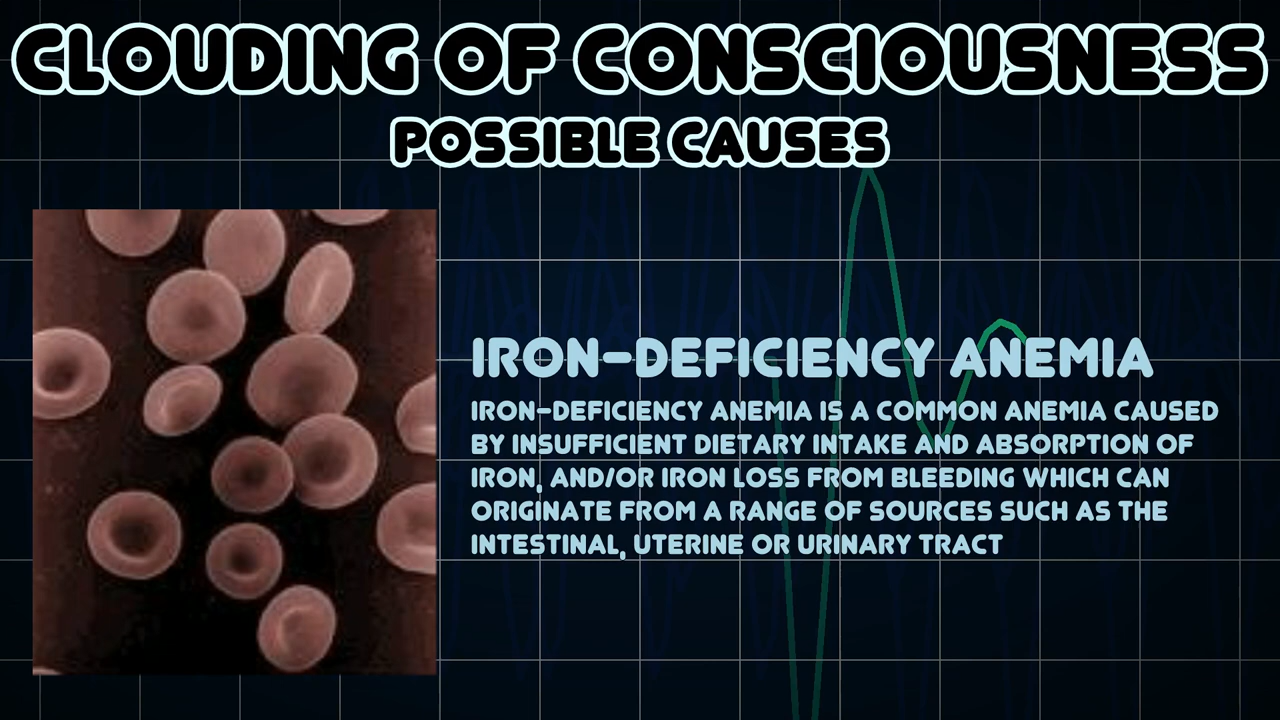 CLOUDING OF CONSCIOUSNESS
POSSIBLE CAUSES
IRON-DEFICIENCY ANEMIA
IRON-DEFICIENCY ANEMIA IS A COMMON ANEMIA CAUSED
BY INSUFFICIENT DIETARY INTAKE AND ABSORPTION OF
IRON, AND/OR IRON LOSS FROM BLEEDING WHICH CAN
ORIGINATE FROM A RANGE OF SOURCES SUCH AS THE
INTESTINAL, UTERINE OR URINARY TRACT